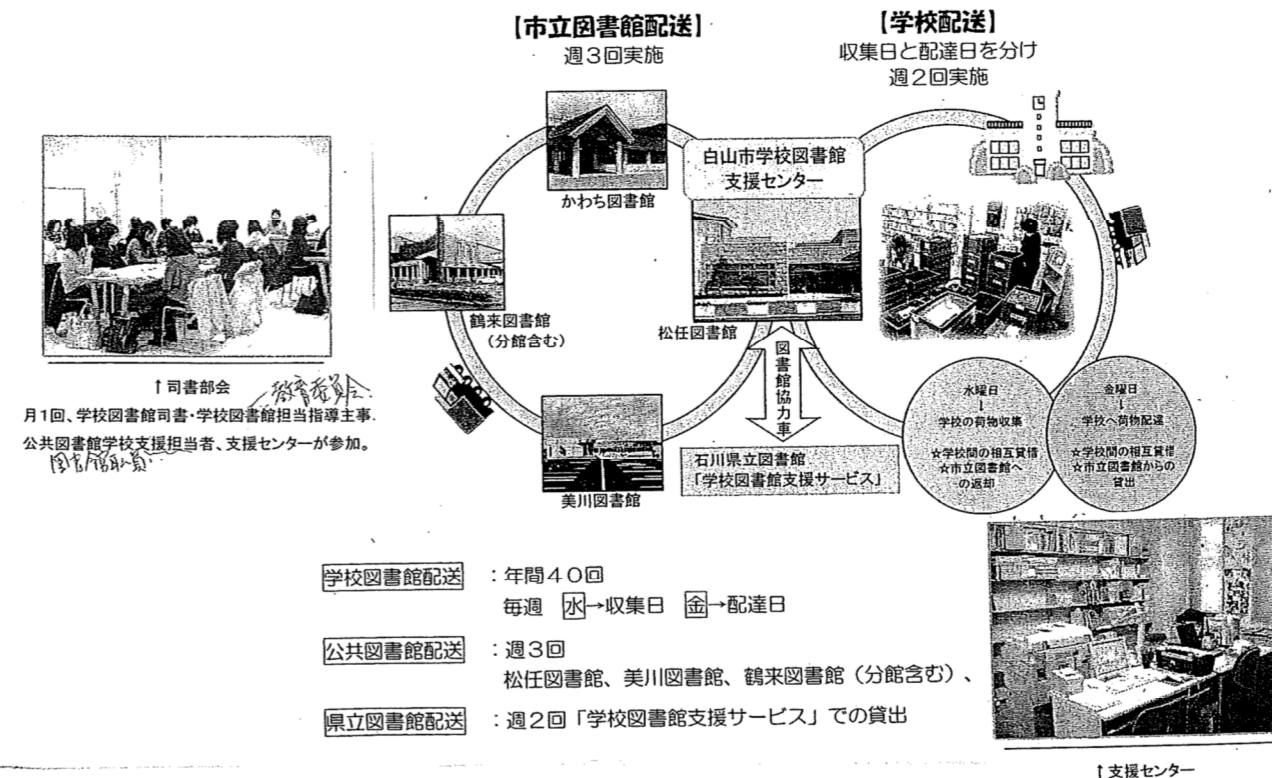 【市立図書館配送】
週3回実施
【学校配送】
収集日と配達日を分け
週2回実施
かわち図書館
白山市学校図書館
支援センター
鶴来図書館
(分館含む)
松任図書館
美川図書館
図書館協力車
石川県立図書館
「学校図書館支援サービス」
水曜日
↓
学校の荷物収集
☆学校間の相互貸借
☆市立図書館へ
の返却
金曜日
↓
学校へ荷物配達
☆学校間の相互貸借
☆市立図書館からの
貸出
↑司書部会
教育委員会
月1回、学校図書館司書・学校図書館担当指導主事.
公共図書館学校支援担当者、支援センターが参加。
図書館職員
学校図書館配送 :年間40回
毎週 水→収集日 金→配達日
公共図書館配送 :週3回
松任図書館、美川図書館、鶴来図書館(分館含む)、
県立図書館配送 :週2回「学校図書館支援サービス」での貸出
↑支援センター